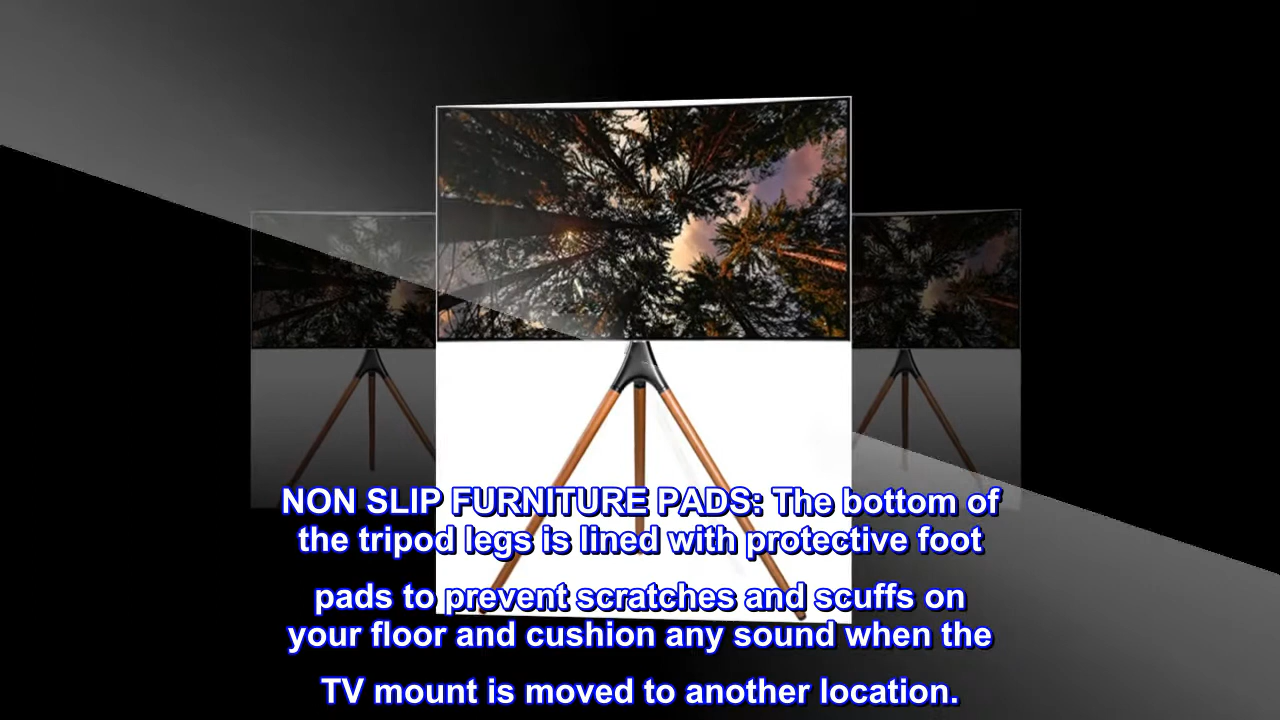 NON SLIP FURNITURE PADS: The bottom of
the tripod legs is lined with protective foot
pads to prevent scratches and scuffs on
your floor and cushion any sound when the
TV mount is moved to another location.